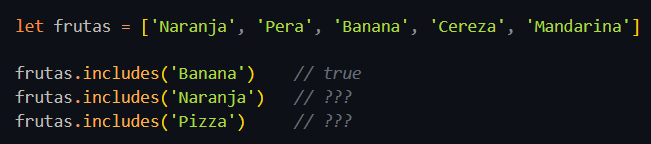 let frutas = ['Naranja', 'Pera', 'Banana', 'Cereza', 'Mandarina']
frutas.includes('Banana')    // true
frutas.includes('Naranja')   // ???
frutas.includes('Pizza')     // ???